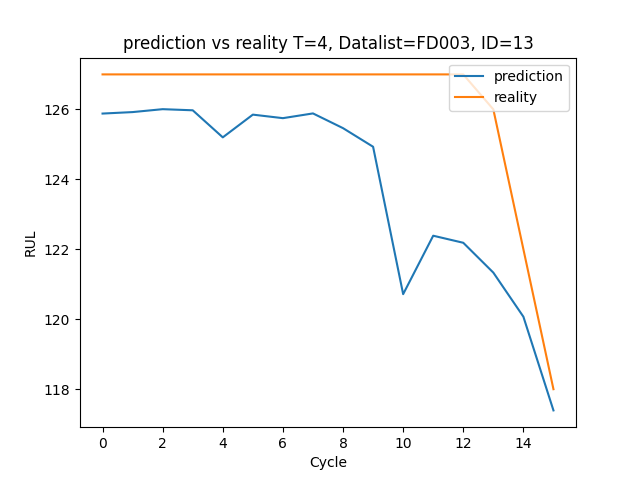 prediction vs reality T=4, Datalist=FD003, ID=13
prediction
reality
126
124
122
120
118
RUL
0 2 4 6 8 10 12 14
Cycle